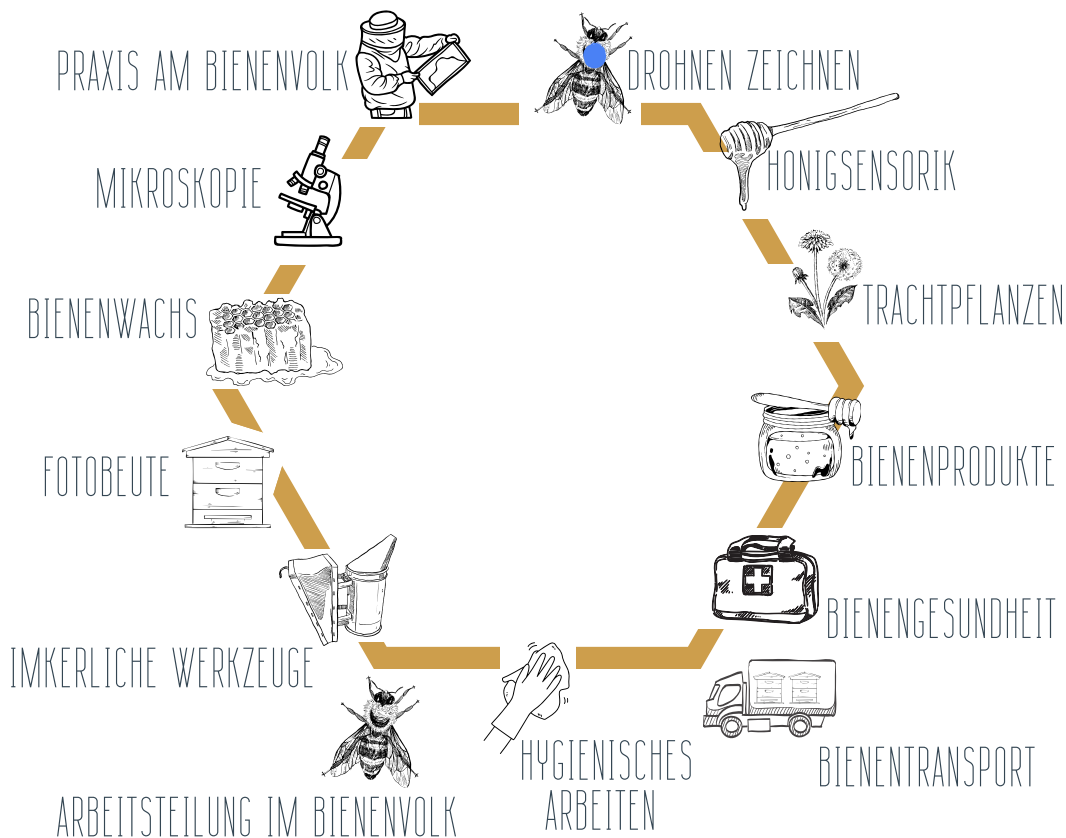 PRAXIS AM BIENENVOLK
DROHNEN ZEICHNEN
MIKROSKOPIE
HONIGSENSORIK
BIENENWACHS
TRACHTPFLANZEN
FOTOBEUTE
BIENENPRODUKTE
BIENENGESUNDHEIT
IMKERLICHE WERKZEUGE
HYGIENISCHES
ARBEITEN
BIENENTRANSPORT
ARBEITSTEILUNG IM BIENENVOLK